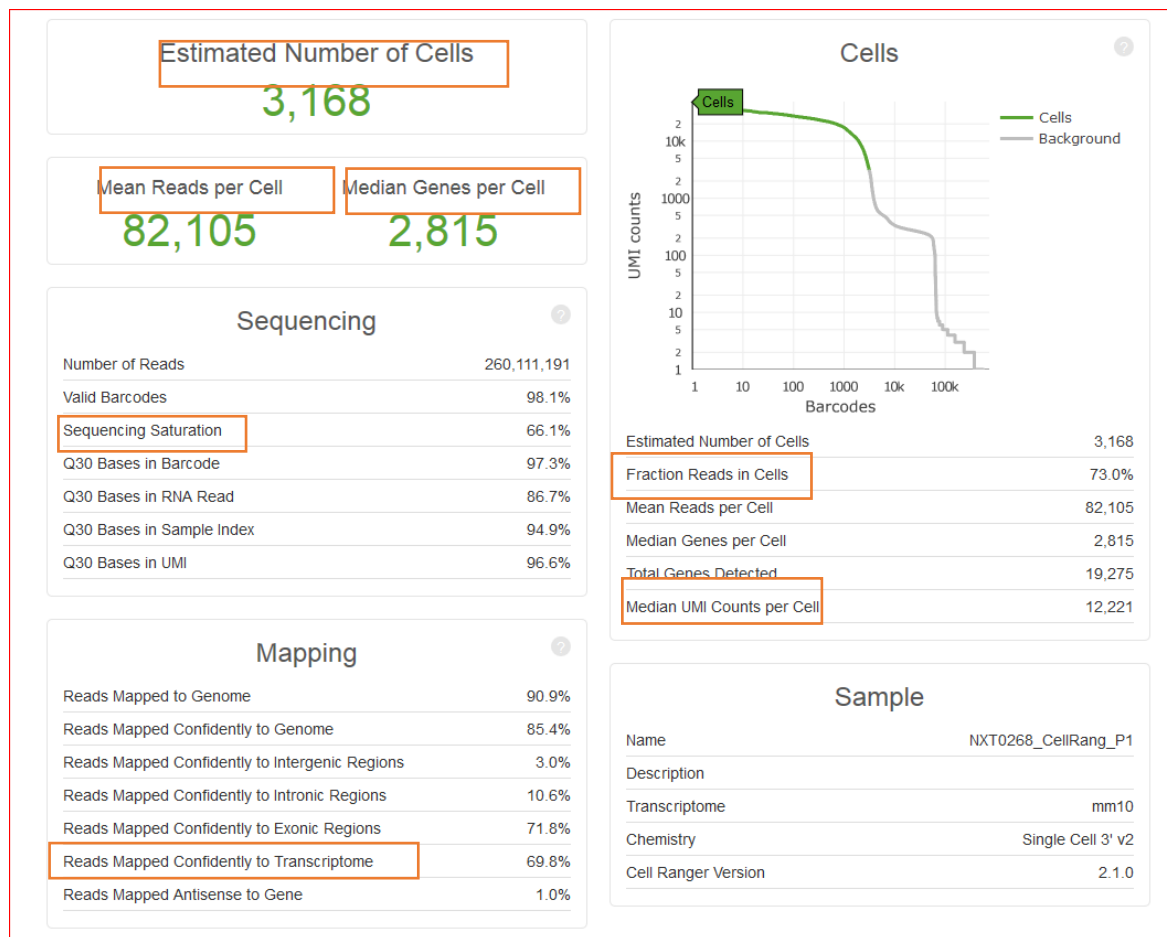 Estimated Number of Cells
3,168
Mean Reads per Cell
82,105
Median Genes per Cell
2,815
Sequencing
?
Number of Reads 260,111,191
Valid Barcodes 98.1%
Sequencing Saturation 66.1%
Q30 Bases in Barcode 97.3%
Q30 Bases in RNA Read 86.7%
Q30 Bases in Sample Index 94.9%
Q30 Bases in UMI 96.6%
Mapping
?
Reads Mapped to Genome 90.9%
Reads Mapped Confidently to Genome 85.4%
Reads Mapped Confidently to Intergenic Regions 3.0%
Reads Mapped Confidently to Intronic Regions 10.6%
Reads Mapped Confidently to Exonic Regions 71.8%
Reads Mapped Confidently to Transcriptome 69.8%
Reads Mapped Antisense to Gene 1.0%
Cells
?
Cells
Cells
Background
UMI counts
2
10k
5
2
1000
5
2
100
5
2
10
5
2
1
1 10 100 1000 10k 100k
Barcodes
Estimated Number of Cells 3,168
Fraction Reads in Cells 73.0%
Mean Reads per Cell 82,105
Median Genes per Cell 2,815
Total Genes Detected 19,275
Median UMI Counts per Cell 12,221
Sample
Name NXT0268_CellRang_P1
Description
Transcriptome mm10
Chemistry Single Cell 3' v2
Cell Ranger Version 2.1.0